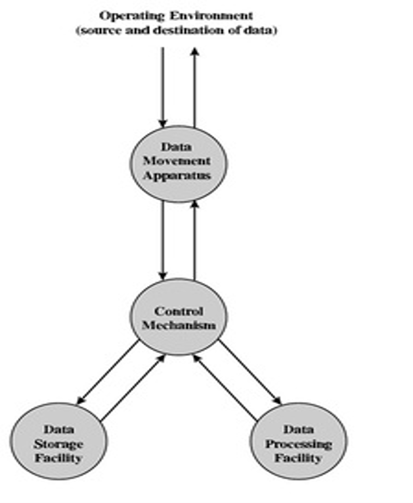 Operating Environment
(source and destination of data)
Data
Movement
Apparatus
Control
Mechanism
Data
Storage
Facility
Data
Processing
Facility